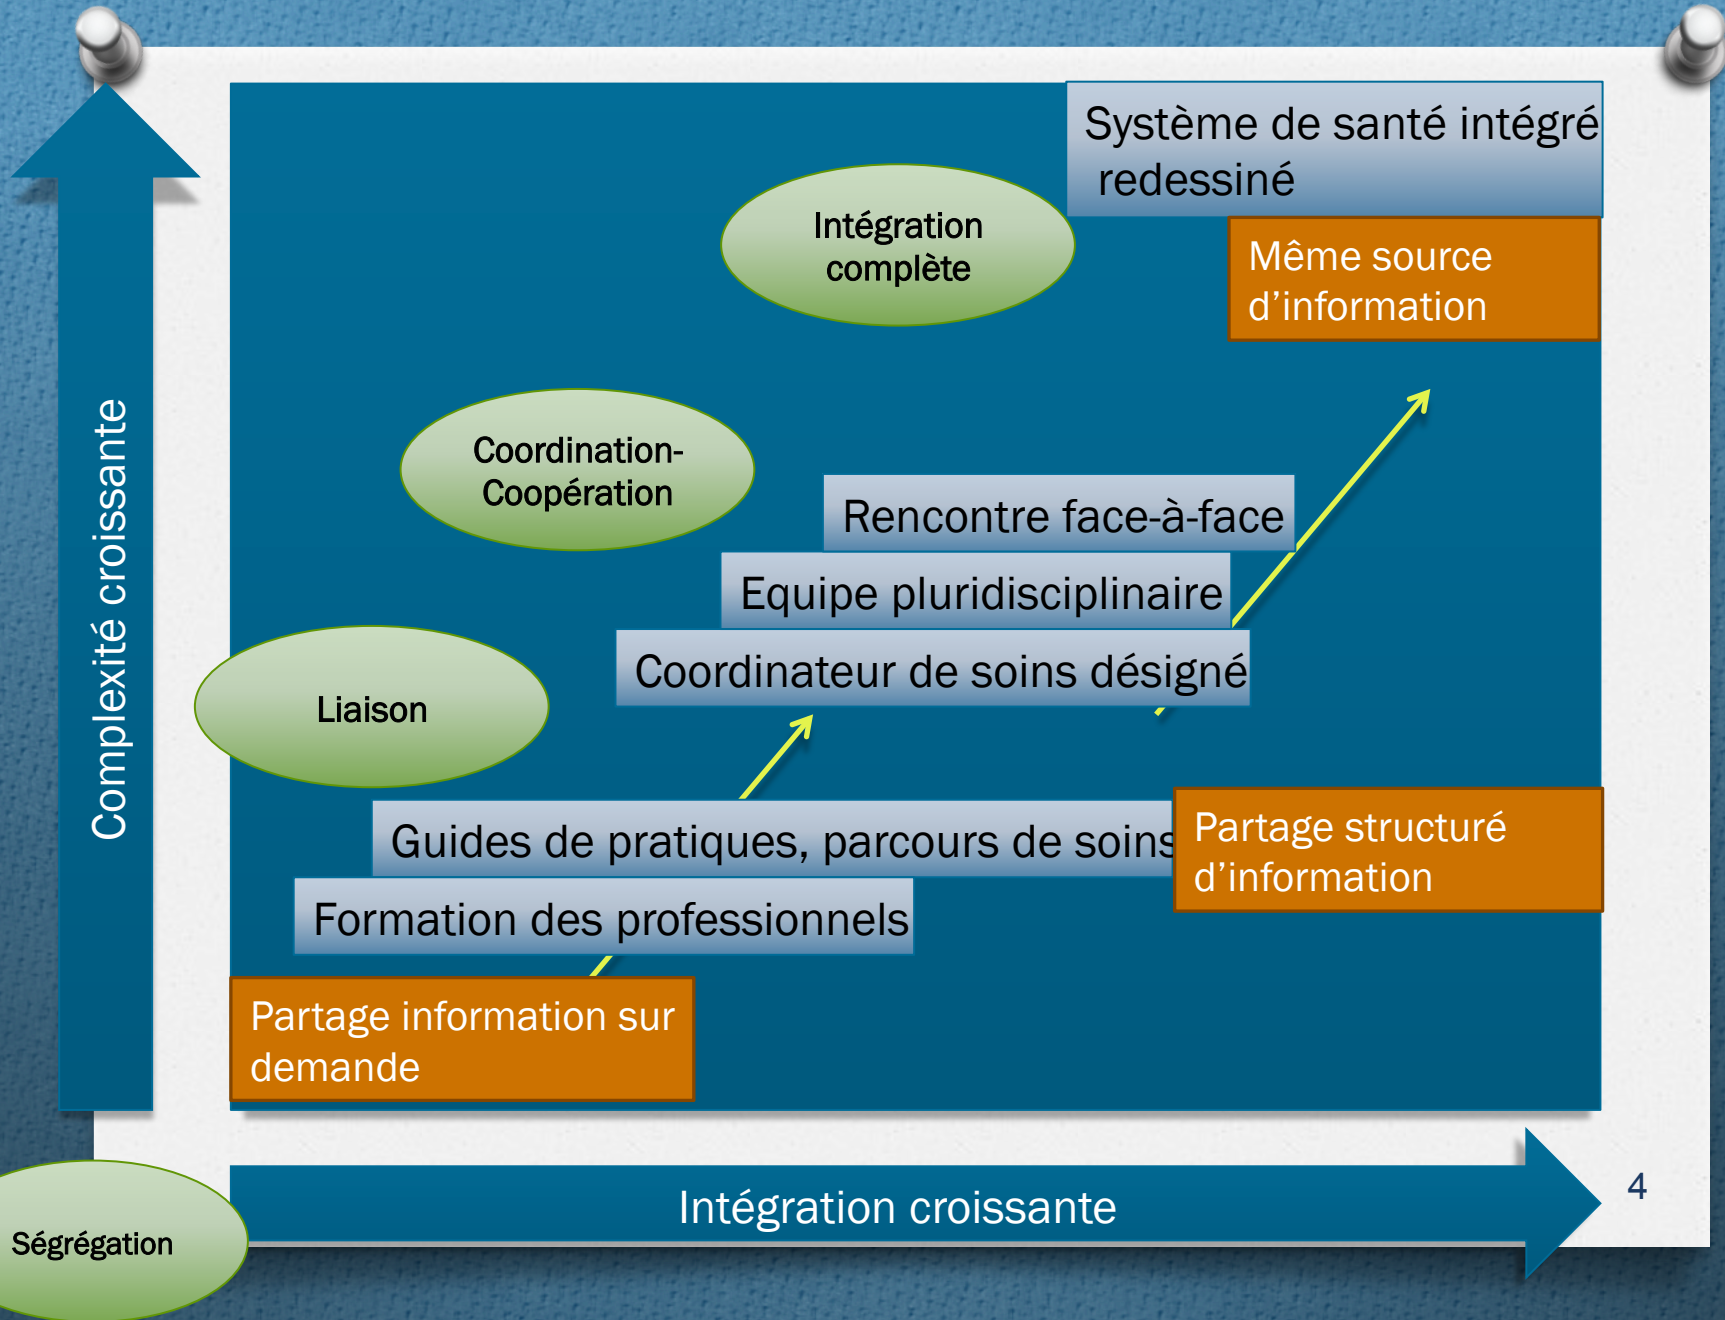 Système de santé intégré
redessiné
Intégration
complète
Même source
d’information
Coordination-
Coopération
Rencontre face-à-face
Equipe pluridisciplinaire
Coordinateur de soins désigné
Complexité croissante
Liaison
Guides de pratiques, parcours de soins
Partage structuré
d’information
Formation des professionnels
Partage information sur
demande
Intégration croissante
4
Ségrégation